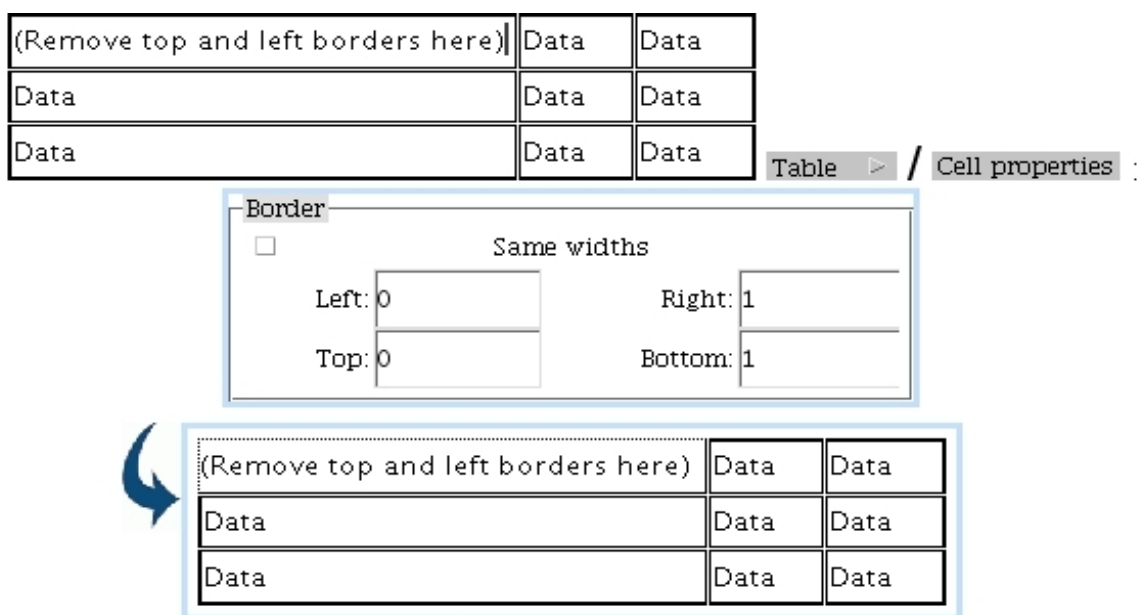 (Remove top and left borders here) Data Data
Data Data Data
Data Data Data
Table / Cell properties :
Border
Same widths
Left: 0 Right: 1
Top: 0 Bottom: 1
(Remove top and left borders here) Data Data
Data Data Data
Data Data Data